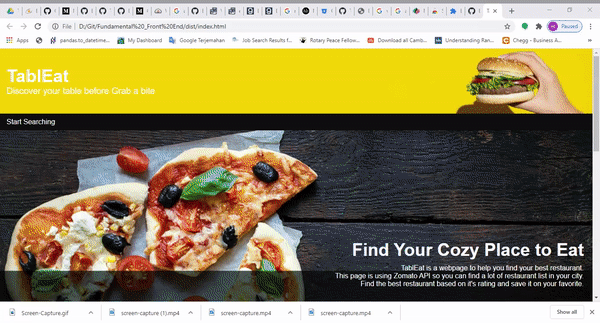 File | D:/Git/Fundamental%20_Front%20End/dist/index.html
Paused
Apps
Bookmarks
pandas.to_datetime...
My Dashboard
Google Terjemahan
Job Search Results f...
Rotary Peace Fellow...
Download all Camb...
Understanding Ran...
Chegg - Business A...
TablEat
Discover your table before Grab a bite
Start Searching
Find Your Cozy Place to Eat
TablEat is a webpage to help you find your best restaurant.
This page is using Zomato API so you can find a lot of restaurant list in your city.
Find the best restaurant based on it's rating and save it on your favorite.
Screen-Capture.gif
screen-capture (1).mp4
screen-capture.mp4
screen-capture.mp4
Show all